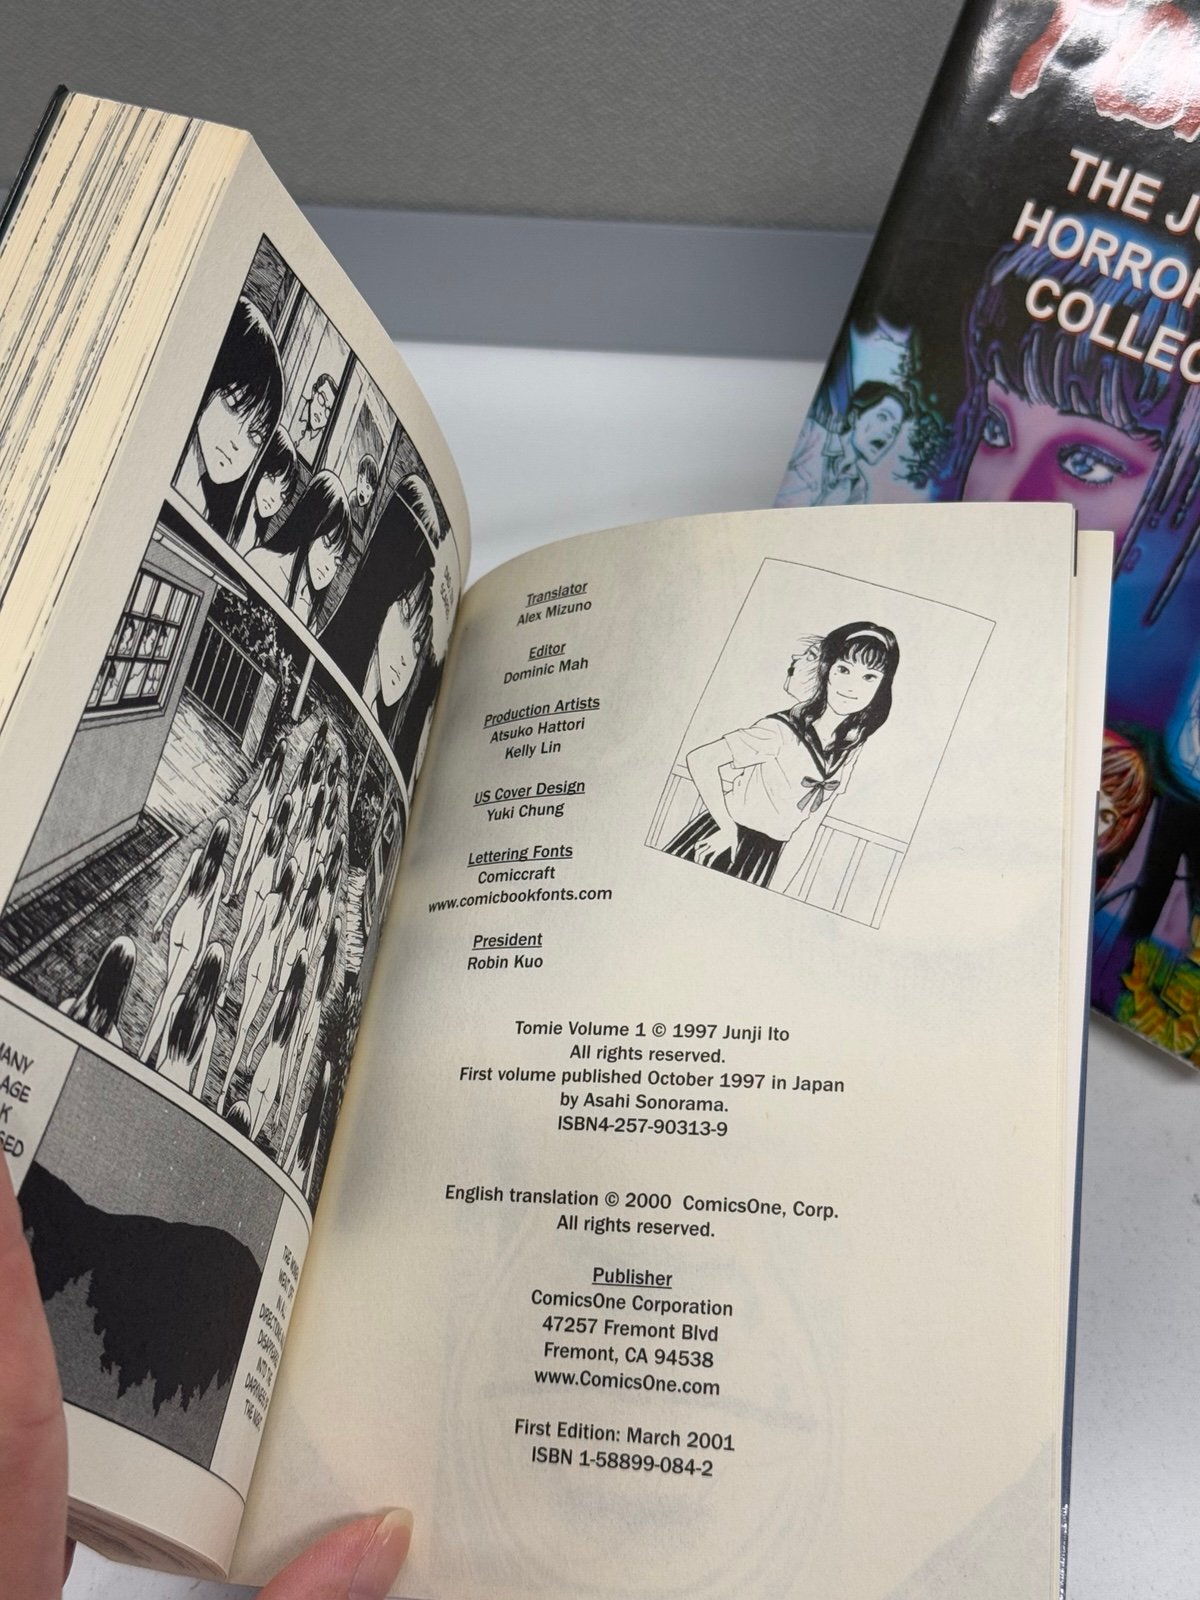 THE
HORROR
COLLEC
MANY
AGE
Translator
Alex Mizuno
Editor
Dominic Mah
Production Artists
Atsuko Hattori
Kelly Lin
US Cover Design
Yuki Chung
Lettering Fonts
Comiccraft
www.comicbookfonts.com
President
Robin Kuo
Tomie Volume 1 © 1997 Junji Ito
All rights reserved.
First volume published October 1997 in Japan
by Asahi Sonorama.
ISBN4-257-90313-9
English translation © 2000 ComicsOne, Corp.
All rights reserved.
Publisher
ComicsOne Corporation
47257 Fremont Blvd
Fremont, CA 94538
www.ComicsOne.com
First Edition: March 2001
ISBN 1-58899-084-2